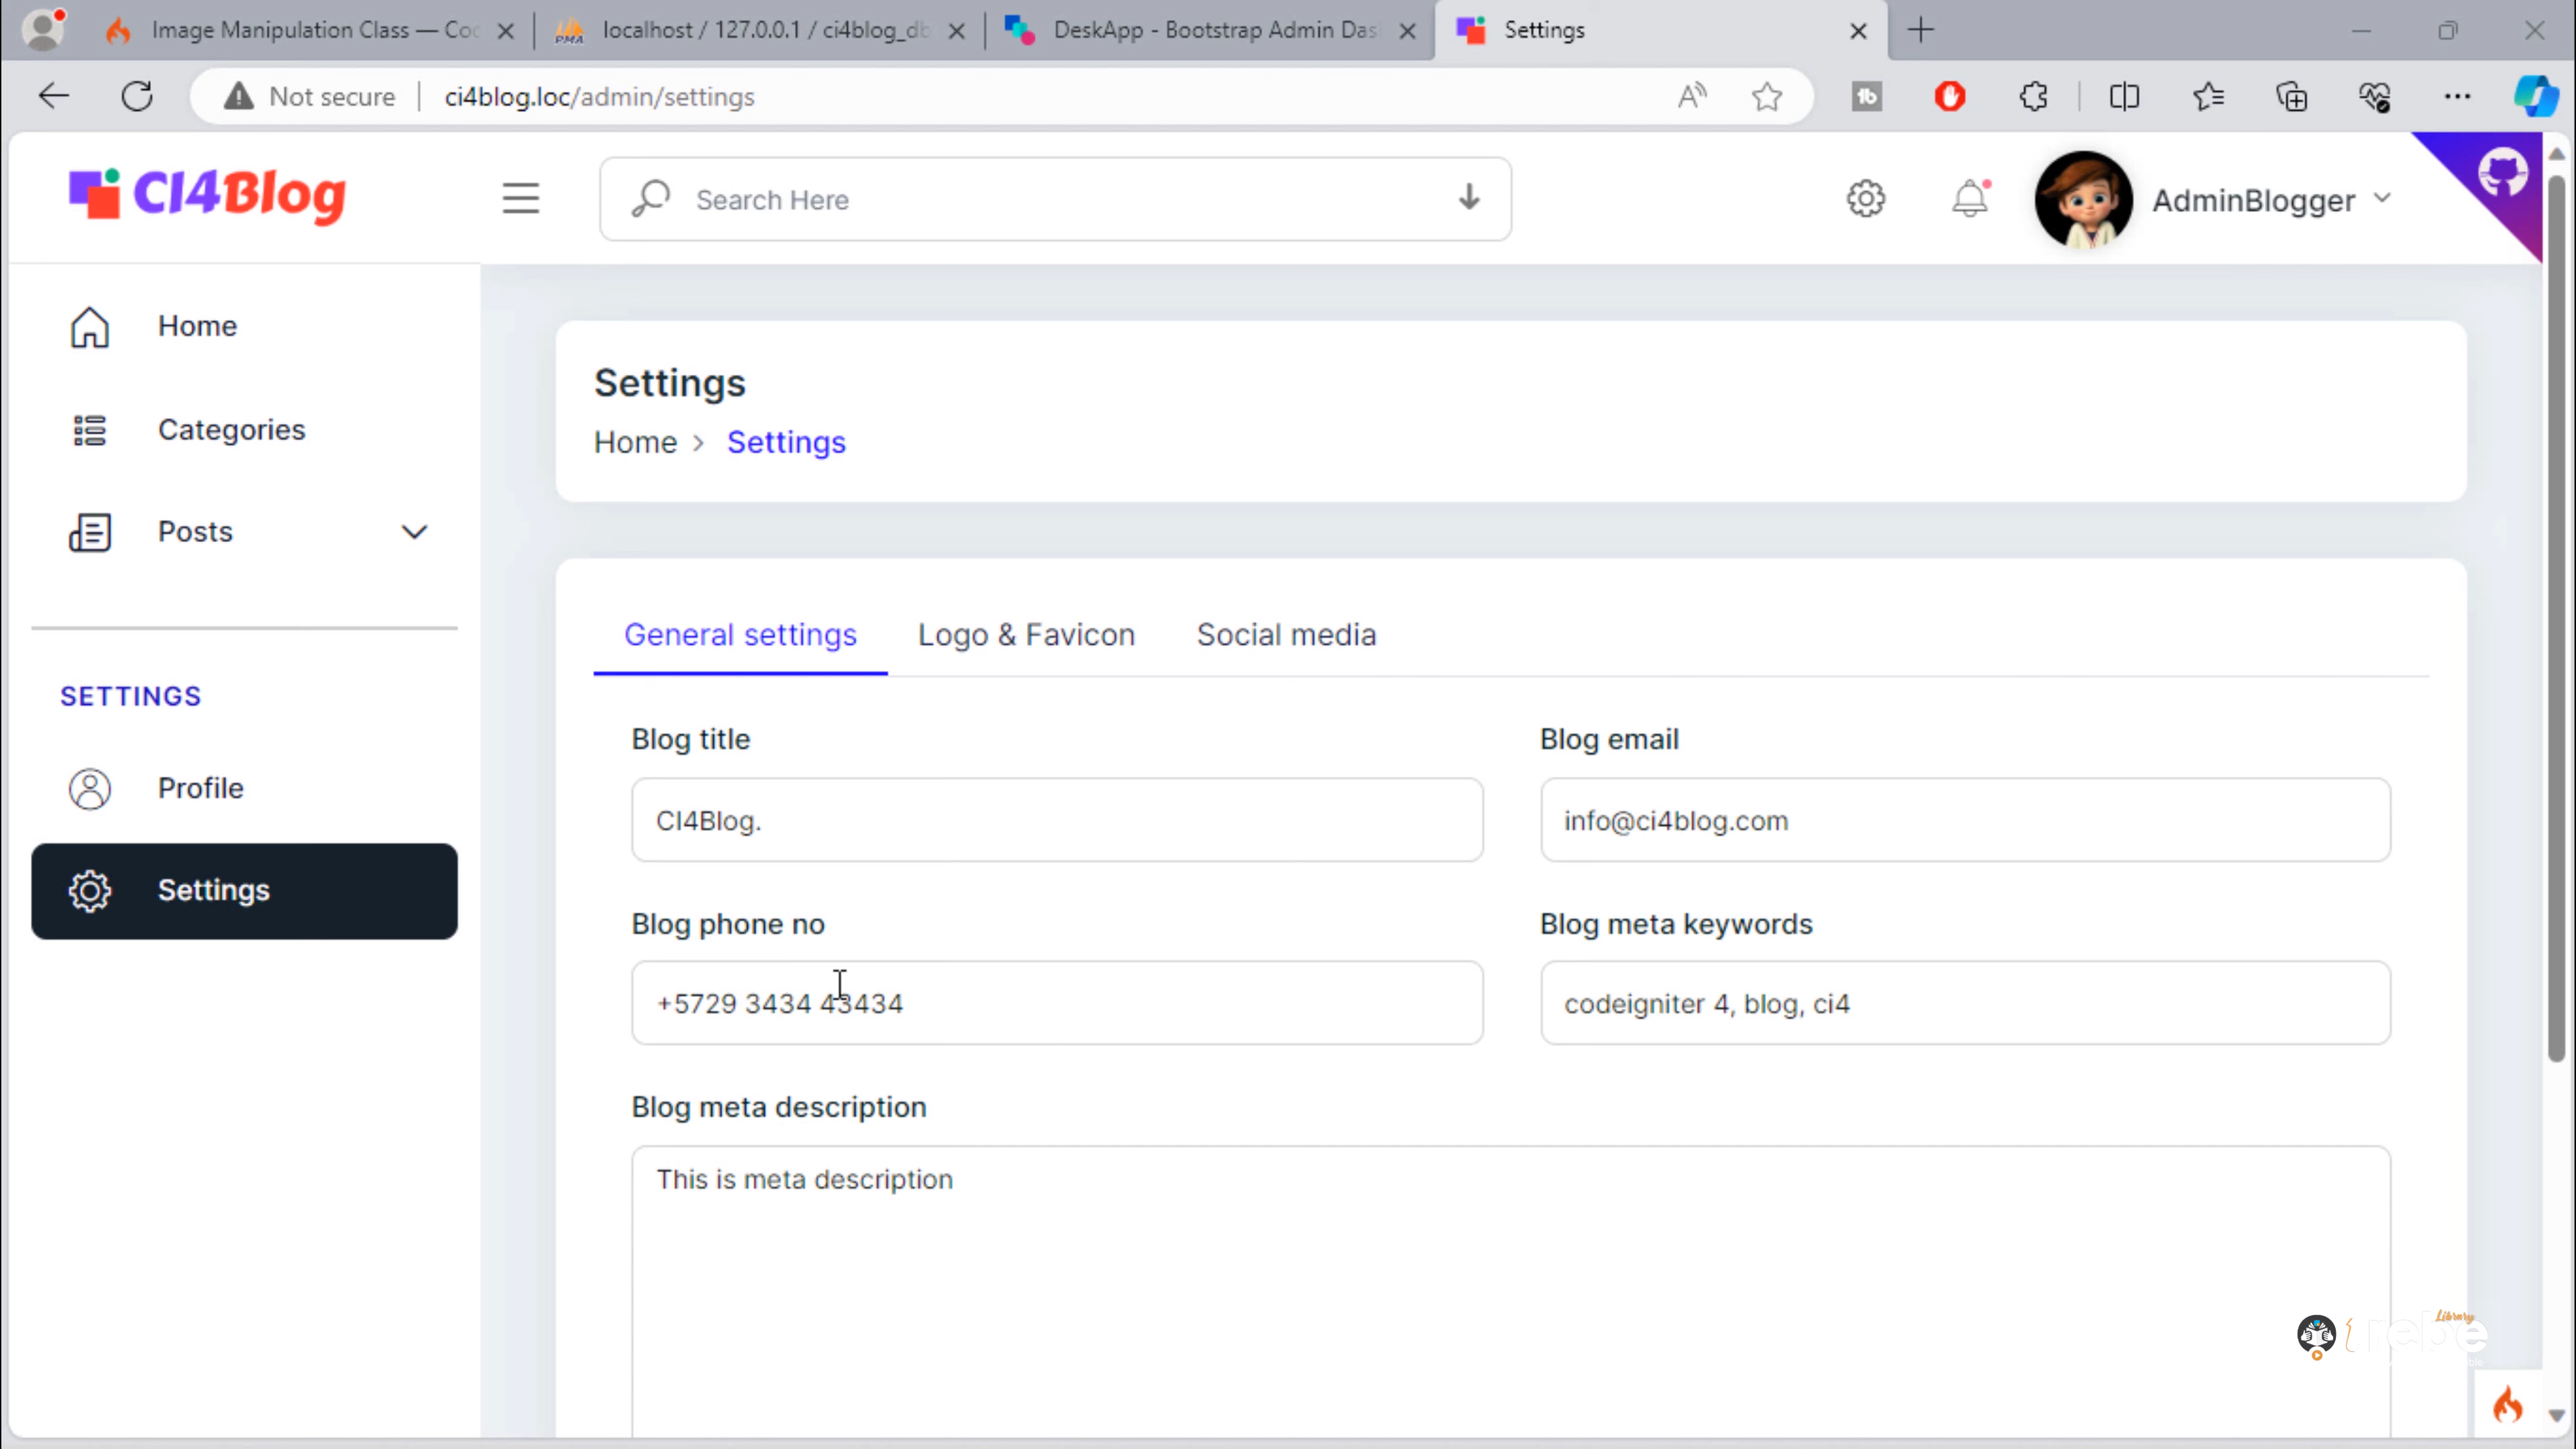 Image Manipulation Class — Co
localhost / 127.0.0.1 / ci4blog_db
DeskApp - Bootstrap Admin Das
Settings
Not secure
ci4blog.loc/admin/settings
CI4Blog
Search Here
AdminBlogger
Home
Categories
Posts
SETTINGS
Profile
Settings
Settings
Home > Settings
General settings
Logo & Favicon
Social media
Blog title
Blog email
CI4Blog.
info@ci4blog.com
Blog phone no
Blog meta keywords
+5729 3434 43434
codeigniter 4, blog, ci4
Blog meta description
This is meta description
Library